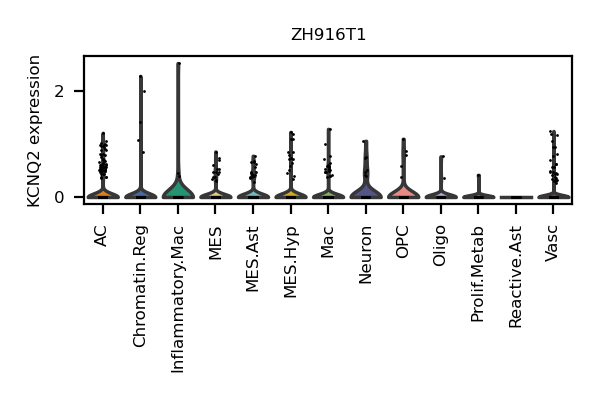 ZH916T1
KCNQ2 expression
2
0
AC
Chromatin.Reg
Inflammatory.Mac
MES
MES.Ast
MES.Hyp
Mac
Neuron
OPC
Oligo
Prolif.Metab
Reactive.Ast
Vasc